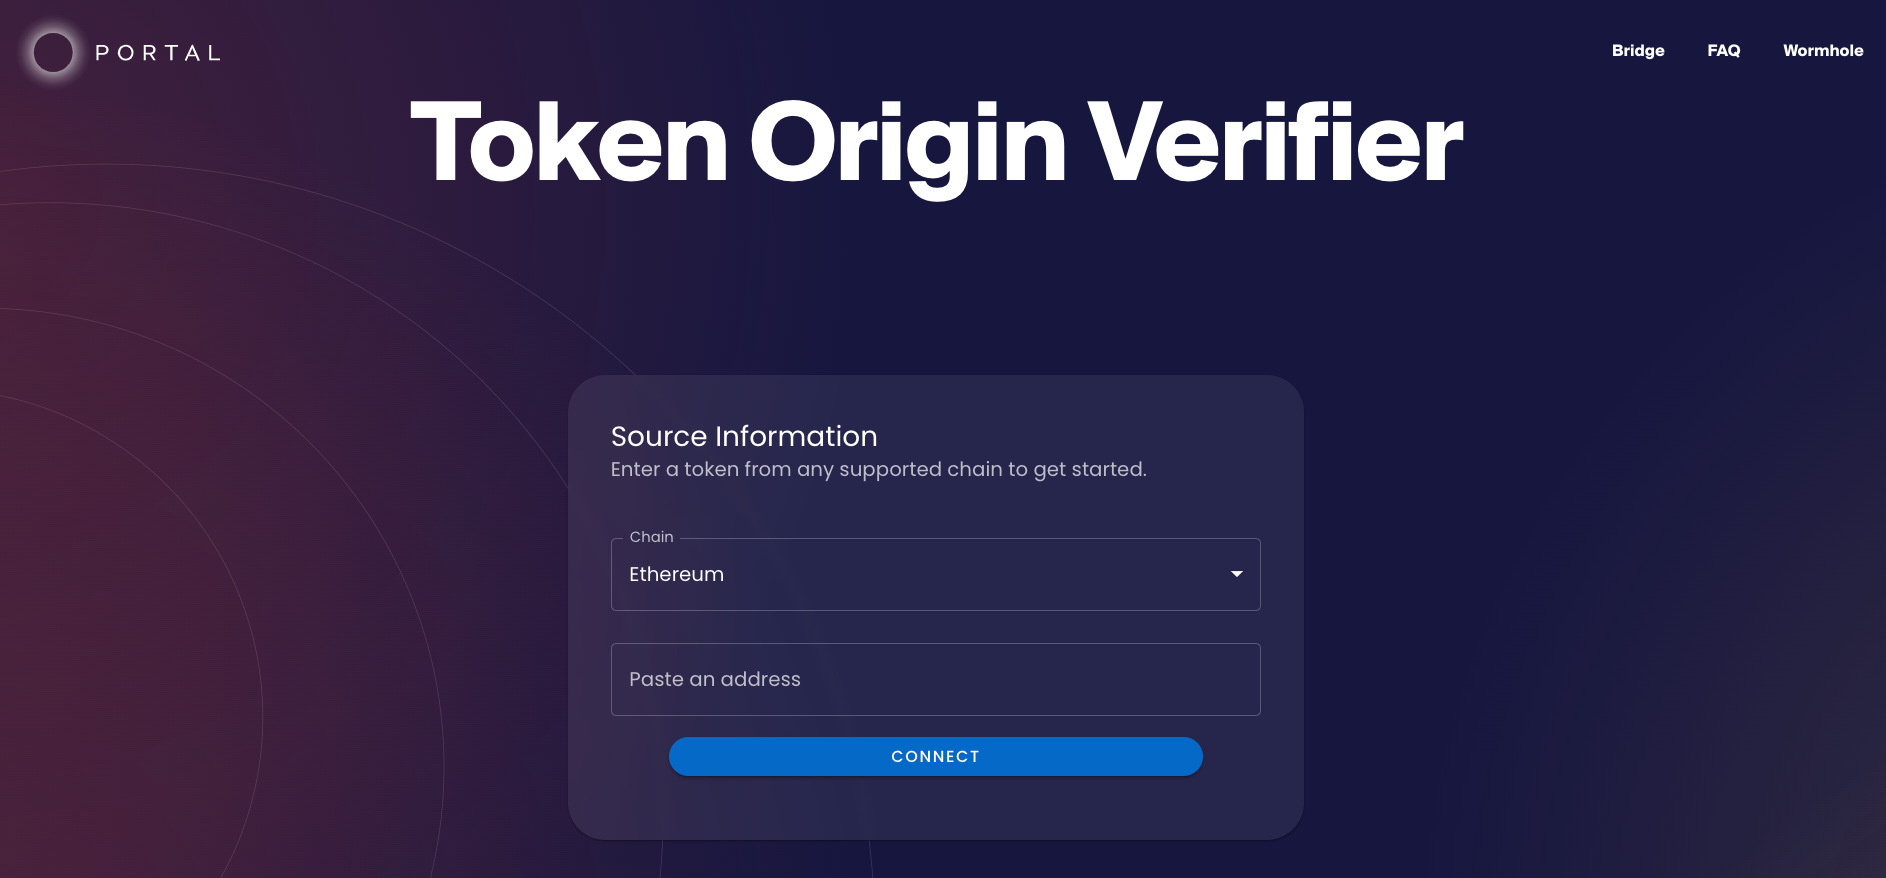 PORTAL
Bridge FAQ Wormhole
Token Origin Verifier
Source Information
Enter a token from any supported chain to get started.
Chain
Ethereum
Paste an address
CONNECT